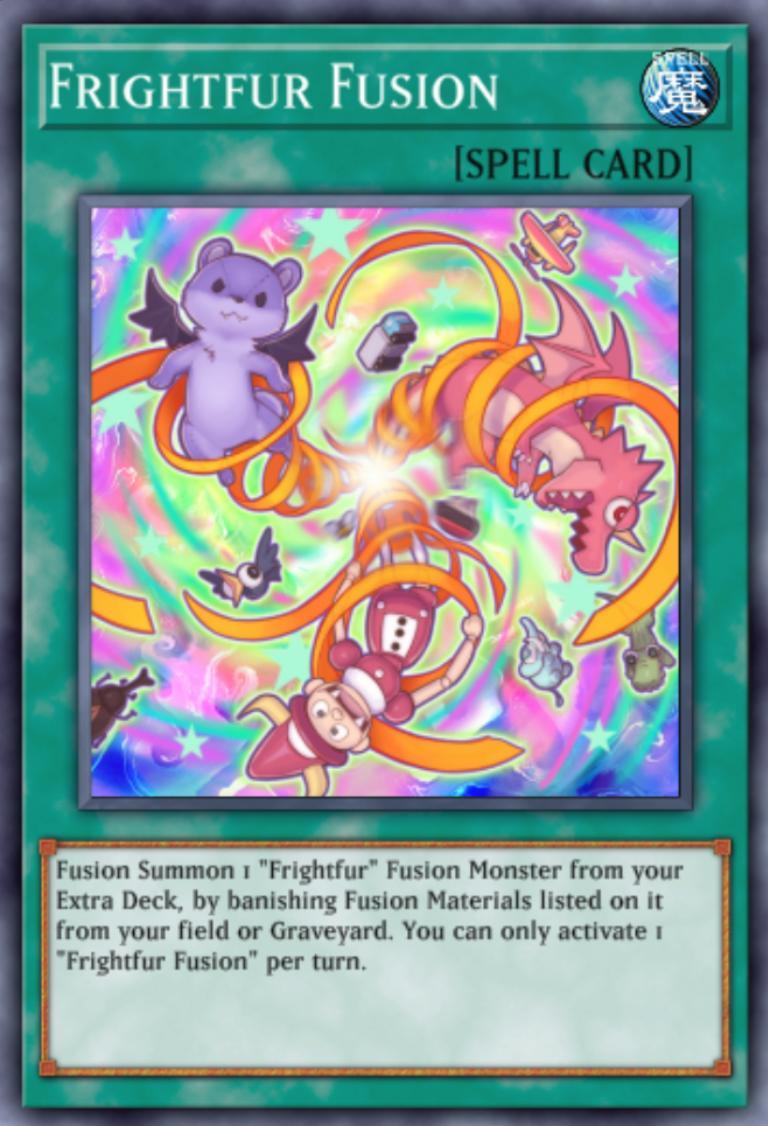 Frightfur Fusion
SPELL
魔
[SPELL CARD]
Fusion Summon 1 "Frightfur" Fusion Monster from your
Extra Deck, by banishing Fusion Materials listed on it
from your field or Graveyard. You can only activate 1
"Frightfur Fusion" per turn.